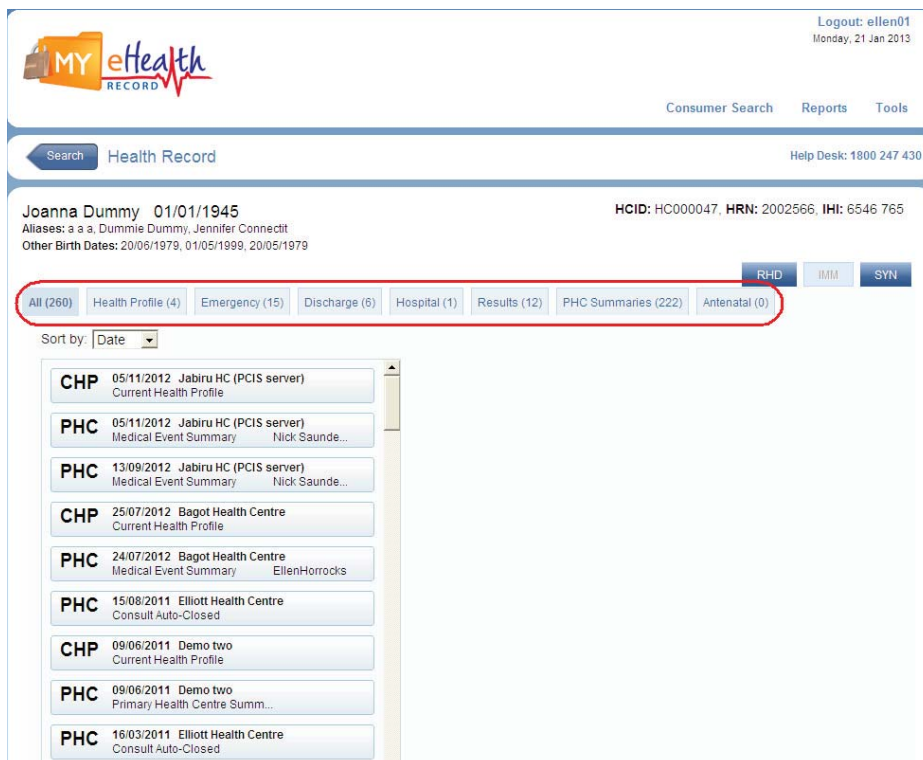 Logout: ellen01
Monday, 21 Jan 2013
MY eHealth
RECORD
Consumer Search Reports Tools
Search Health Record Help Desk: 1800 247 430
Joanna Dummy 01/01/1945 HCID: HC000047, HRN: 2002566, IHI: 6546 765
Aliases: a a a, Dummie Dummy, Jennifer Connectit
Other Birth Dates: 20/06/1979, 01/05/1999, 20/05/1979
RHD IMM SYN
All (260) Health Profile (4) Emergency (15) Discharge (6) Hospital (1) Results (12) PHC Summaries (222) Antenatal (0)
Sort by: Date
CHP 05/11/2012 Jabiru HC (PCIS server)
Current Health Profile
PHC 05/11/2012 Jabiru HC (PCIS server)
Medical Event Summary Nick Saunde...
PHC 13/09/2012 Jabiru HC (PCIS server)
Medical Event Summary Nick Saunde...
CHP 25/07/2012 Bagot Health Centre
Current Health Profile
PHC 24/07/2012 Bagot Health Centre
Medical Event Summary EllenHorrocks
PHC 15/08/2011 Elliott Health Centre
Consult Auto-Closed
CHP 09/06/2011 Demo two
Current Health Profile
PHC 09/06/2011 Demo two
Primary Health Centre Summ...
PHC 16/03/2011 Elliott Health Centre
Consult Auto-Closed